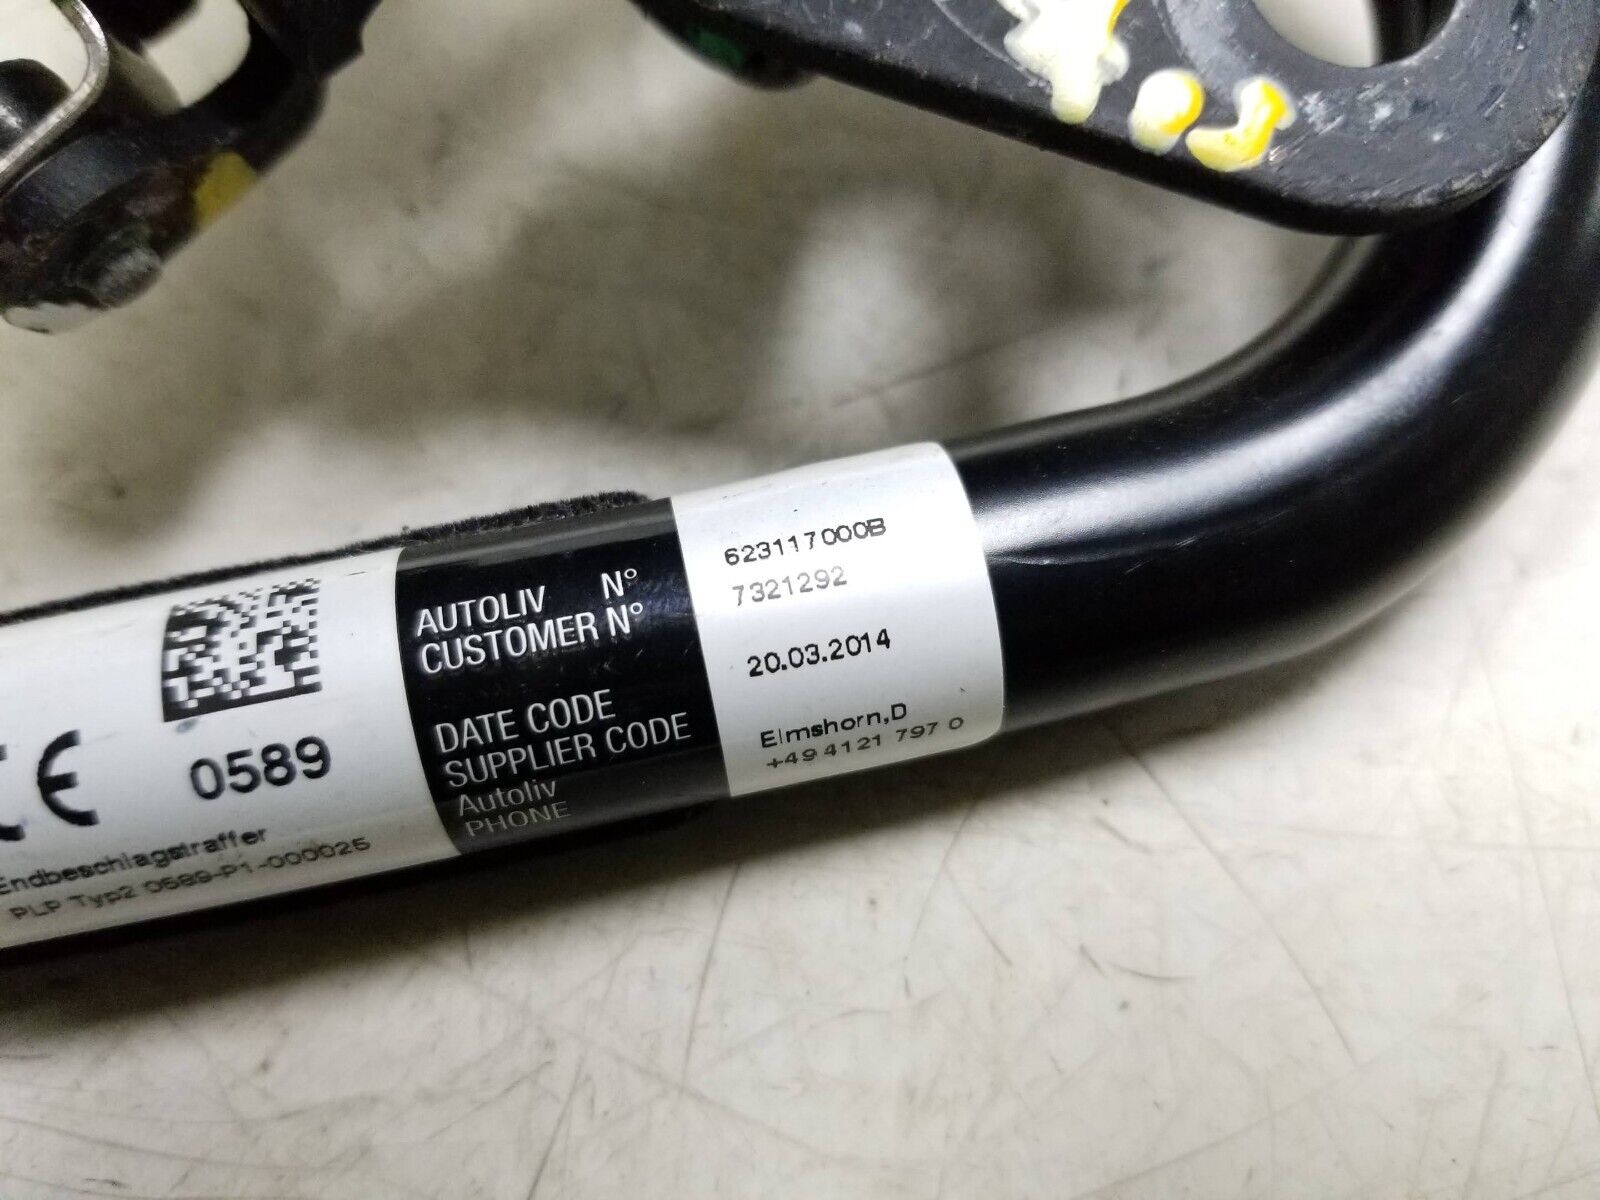 CE
0589
Endbeschlagstraffer
PLP Typ2 0589-P1-000025
AUTOLIV N° 623117000B
CUSTOMER N° 7321292
DATE CODE 20.03.2014
SUPPLIER CODE
Autoliv Elmshorn,D
PHONE +49 4121 797 0